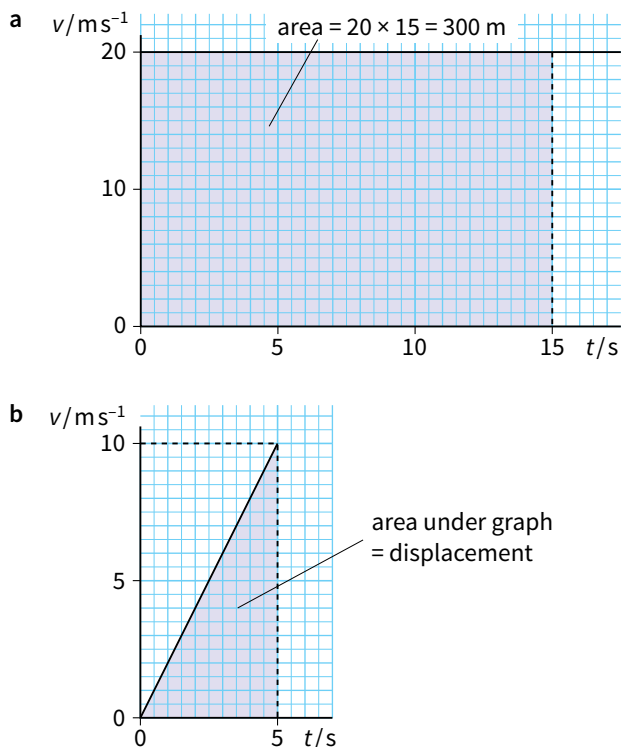 a
v/m s⁻¹
area = 20 × 15 = 300 m
20
10
0
0 5 10 15 t/s
b
v/m s⁻¹
10
area under graph
= displacement
5
0
0 5 t/s